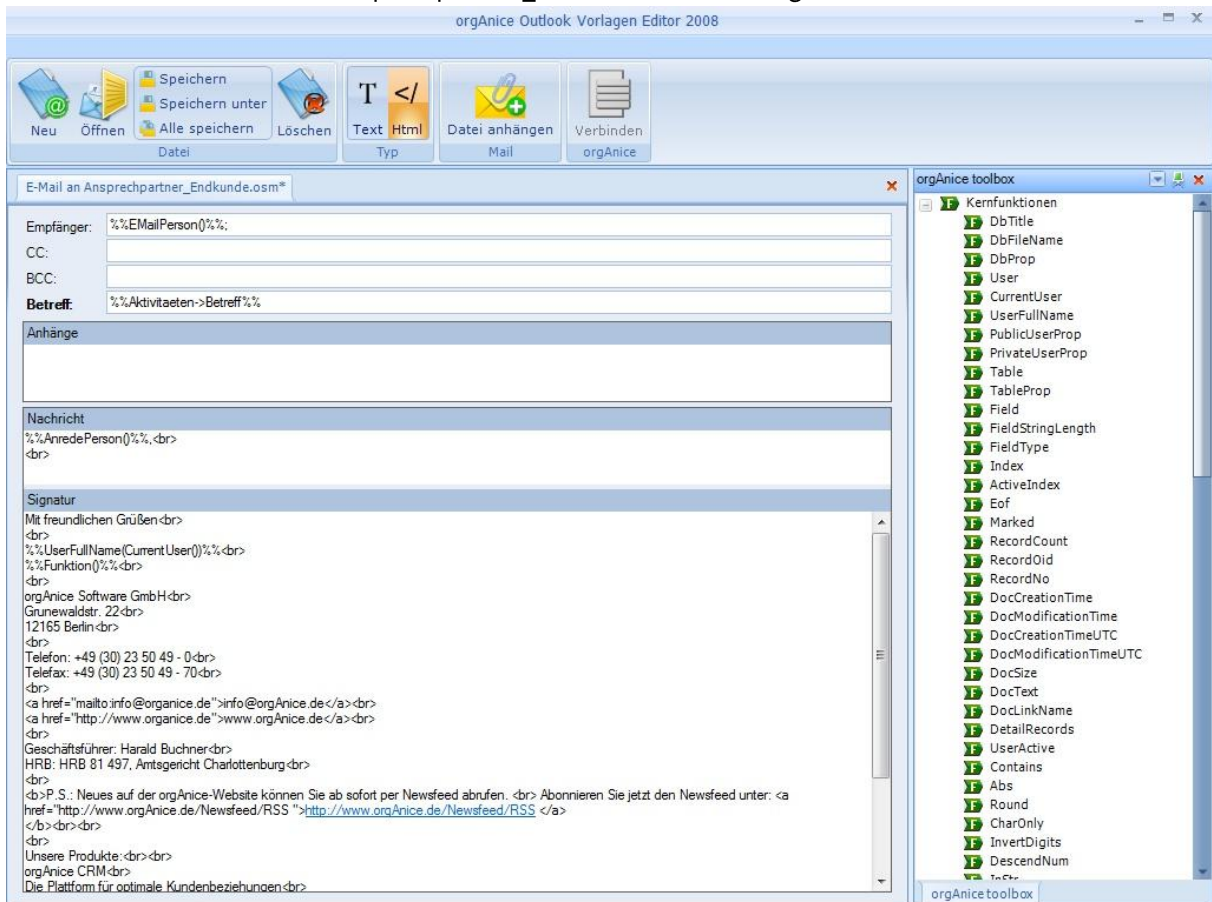 orgAnice Outlook Vorlagen Editor 2008
Neu
Öffnen
Speichern
Speichern unter
Alle speichern
Löschen
Datei
T </
Text Html
Typ
Datei anhängen
Mail
Verbinden
orgAnice
E-Mail an Ansprechpartner_Endkunde.osm*
Empfänger: %%EMailPerson()%%;
CC:
BCC:
Betreff: %%Aktivitaeten->Betreff%%
Anhänge
Nachricht
%%AnredePerson()%%,<br>
<br>
Signatur
Mit freundlichen Grüßen<br>
<br>
%%UserFullName(CurrentUser())%%<br>
%%Funktion()%%<br>
<br>
orgAnice Software GmbH<br>
Grunewaldstr. 22<br>
12165 Berlin<br>
<br>
Telefon: +49 (30) 23 50 49 - 0<br>
Telefax: +49 (30) 23 50 49 - 70<br>
<br>
<a href="mailto:info@organice.de">info@orgAnice.de</a><br>
<a href="http://www.organice.de">www.orgAnice.de</a><br>
<br>
Geschäftsführer: Harald Buchner<br>
HRB: HRB 81 497, Amtsgericht Charlottenburg<br>
<br>
<b>P.S.: Neues auf der orgAnice-Website können Sie ab sofort per Newsfeed abrufen. <br> Abonnieren Sie jetzt den Newsfeed unter: <a
href="http://www.orgAnice.de/Newsfeed/RSS ">http://www.orgAnice.de/Newsfeed/RSS </a>
</b><br><br>
<br>
Unsere Produkte:<br><br>
orgAnice CRM<br>
Die Plattform für optimale Kundenbeziehungen<br>
orgAnice toolbox
Kernfunktionen
DbTitle
DbFileName
DbProp
User
CurrentUser
UserFullName
PublicUserProp
PrivateUserProp
Table
TableProp
Field
FieldStringLength
FieldType
Index
ActiveIndex
Eof
Marked
RecordCount
RecordOid
RecordNo
DocCreationTime
DocModificationTime
DocCreationTimeUTC
DocModificationTimeUTC
DocSize
DocText
DocLinkName
DetailRecords
UserActive
Contains
Abs
Round
CharOnly
InvertDigits
DescendNum
orgAnice toolbox